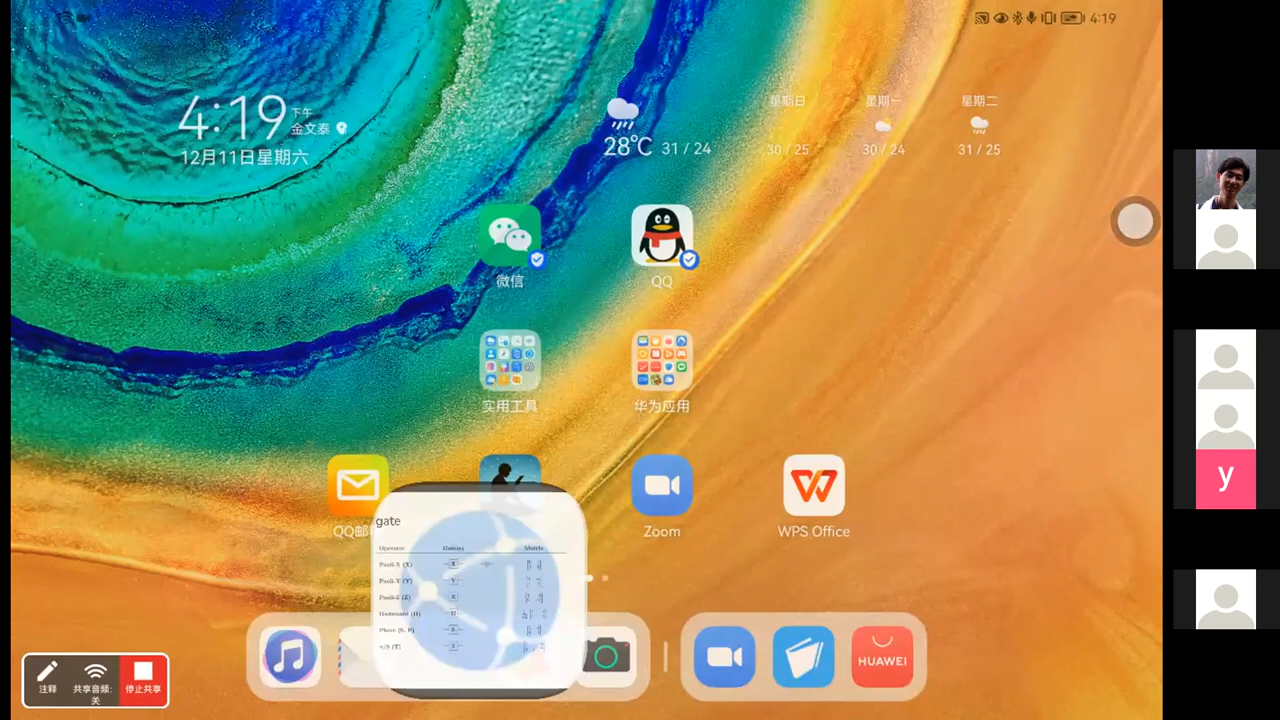 4:19
4:19
下午
金文泰
12月11日星期六
28℃ 31 / 24
星期日
30 / 25
星期一
30 / 24
星期二
31 / 25
微信
QQ
实用工具
华为应用
QQ邮
Zoom
WPS Office
gate
Operator
Gate(s)
Matrix
Pauli-X (X)
X
Pauli-Y (Y)
Y
Pauli-Z (Z)
Z
Hadamard (H)
H
Phase (S, P)
S
π/8 (T)
T
HUAWEI
注释
共享音频:
关
停止共享
y